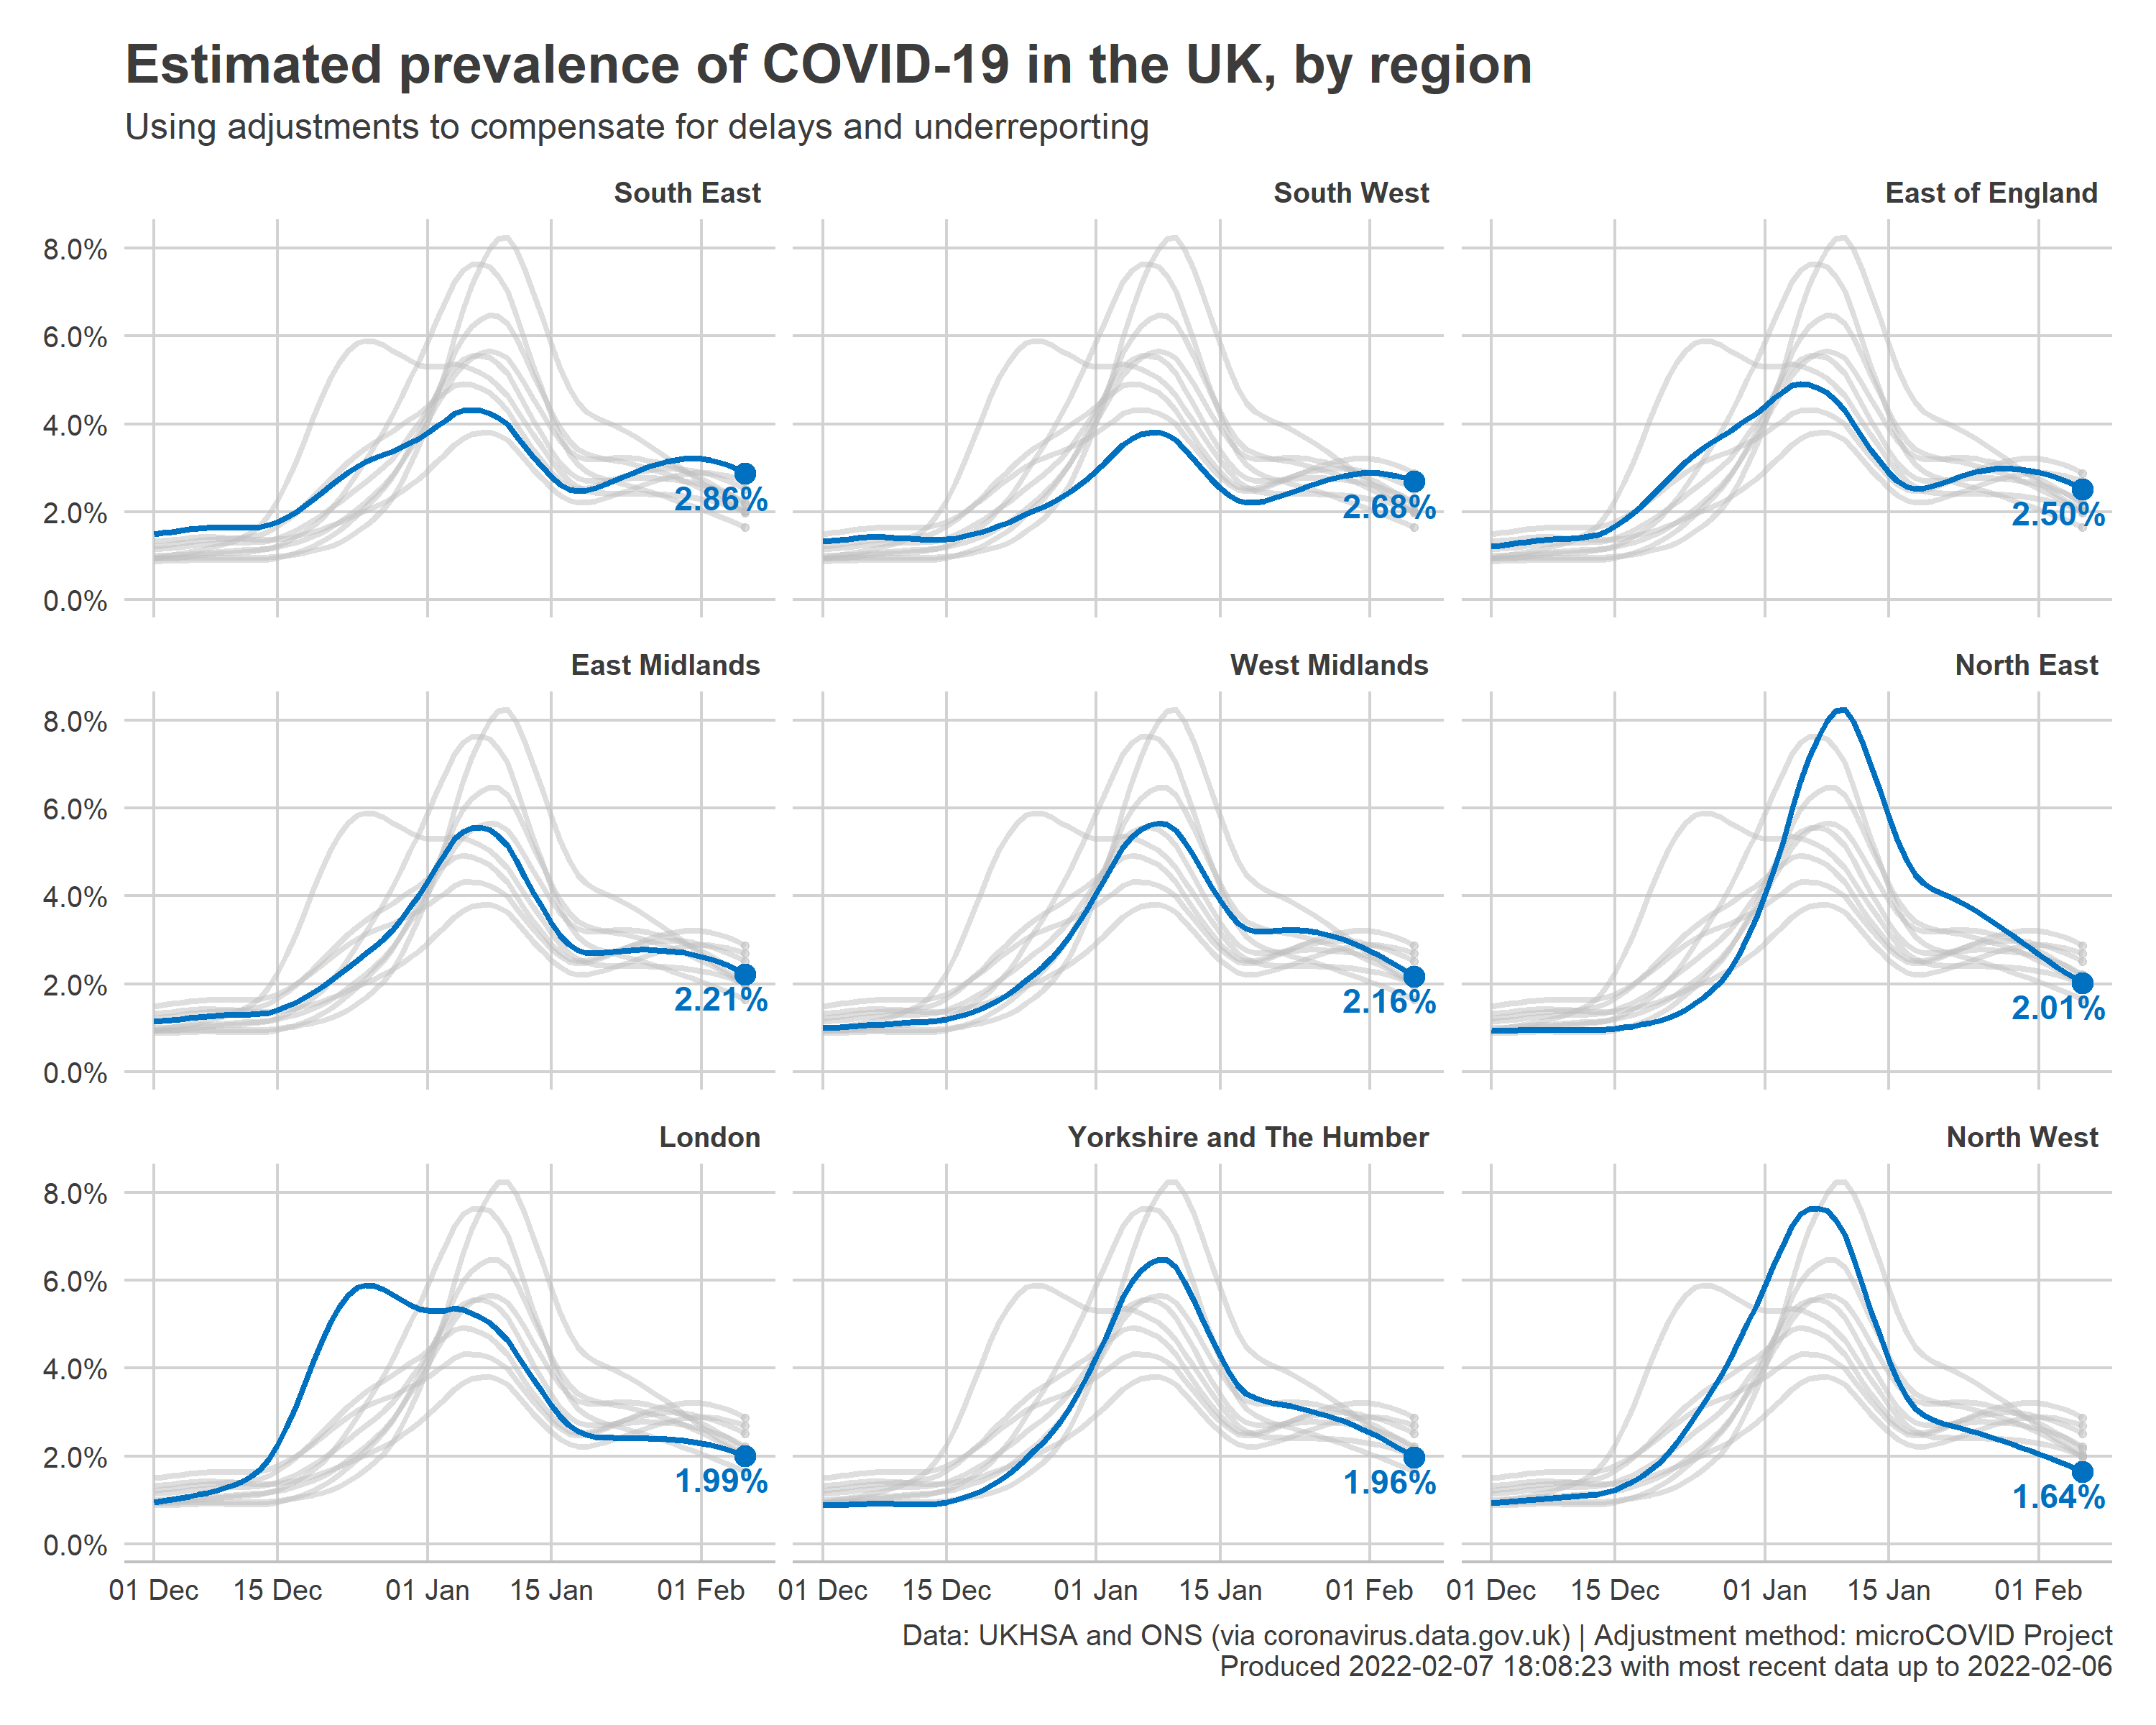 Estimated prevalence of COVID-19 in the UK, by region
Using adjustments to compensate for delays and underreporting
South East
South West
East of England
8.0%
6.0%
4.0%
2.0%
0.0%
2.86%
2.68%
2.50%
East Midlands
West Midlands
North East
8.0%
6.0%
4.0%
2.0%
0.0%
2.21%
2.16%
2.01%
London
Yorkshire and The Humber
North West
8.0%
6.0%
4.0%
2.0%
0.0%
1.99%
1.96%
1.64%
01 Dec 15 Dec 01 Jan 15 Jan 01 Feb 01 Dec 15 Dec 01 Jan 15 Jan 01 Feb 01 Dec 15 Dec 01 Jan 15 Jan 01 Feb
Data: UKHSA and ONS (via coronavirus.data.gov.uk) | Adjustment method: microCOVID Project
Produced 2022-02-07 18:08:23 with most recent data up to 2022-02-06